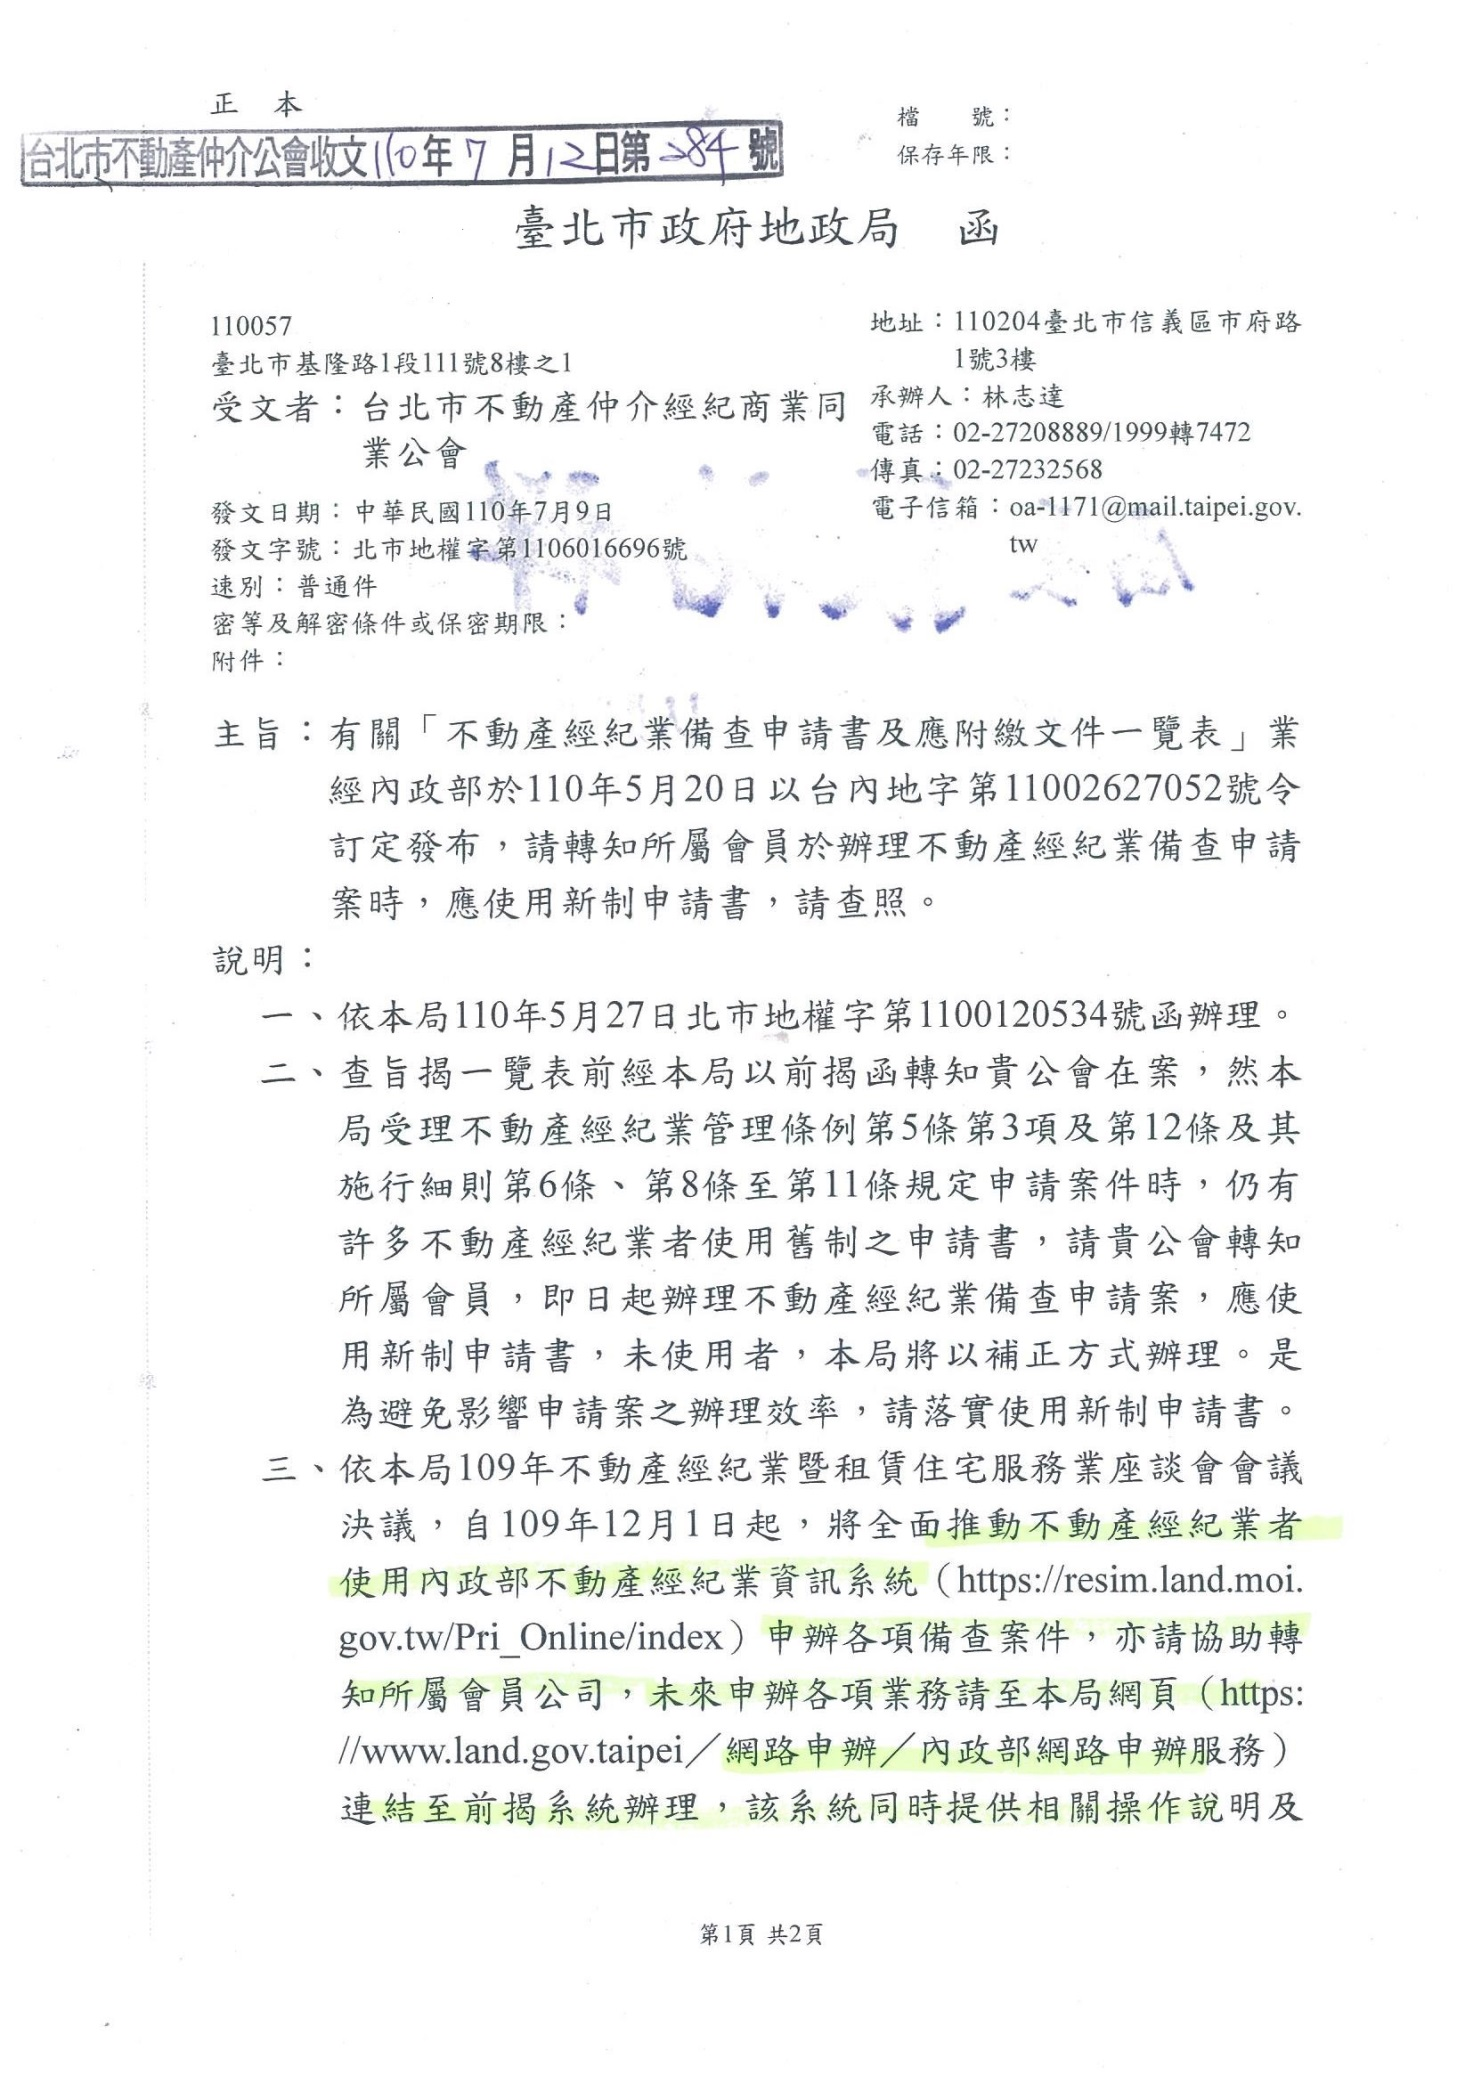 正 本
檔 號：
保存年限：
台北市不動產仲介公會收文110年7月12日第284號
臺北市政府地政局 函
110057
臺北市基隆路1段111號8樓之1
受文者：台北市不動產仲介經紀商業同
業公會
地址：110204臺北市信義區市府路
1號3樓
承辦人：林志達
電話：02-27208889/1999轉7472
傳真：02-27232568
電子信箱：oa-1171@mail.taipei.gov.
tw
發文日期：中華民國110年7月9日
發文字號：北市地權字第1106016696號
速別：普通件
密等及解密條件或保密期限：
附件：
主旨：有關「不動產經紀業備查申請書及應附繳文件一覽表」業
經內政部於110年5月20日以台內地字第11002627052號令
訂定發布，請轉知所屬會員於辦理不動產經紀業備查申請
案時，應使用新制申請書，請查照。
說明：
一、依本局110年5月27日北市地權字第1100120534號函辦理。
二、查旨揭一覽表前經本局以前揭函轉知貴公會在案，然本
局受理不動產經紀業管理條例第5條第3項及第12條及其
施行細則第6條、第8條至第11條規定申請案件時，仍有
許多不動產經紀業者使用舊制之申請書，請貴公會轉知
所屬會員，即日起辦理不動產經紀業備查申請案，應使
用新制申請書，未使用者，本局將以補正方式辦理。是
為避免影響申請案之辦理效率，請落實使用新制申請書。
三、依本局109年不動產經紀業暨租賃住宅服務業座談會會議
決議，自109年12月1日起，將全面推動不動產經紀業者
使用內政部不動產經紀業資訊系統（https://resim.land.moi.
gov.tw/Pri_Online/index）申辦各項備查案件，亦請協助轉
知所屬會員公司，未來申辦各項業務請至本局網頁（https:
//www.land.gov.taipei／網路申辦／內政部網路申辦服務）
連結至前揭系統辦理，該系統同時提供相關操作說明及
第1頁 共2頁